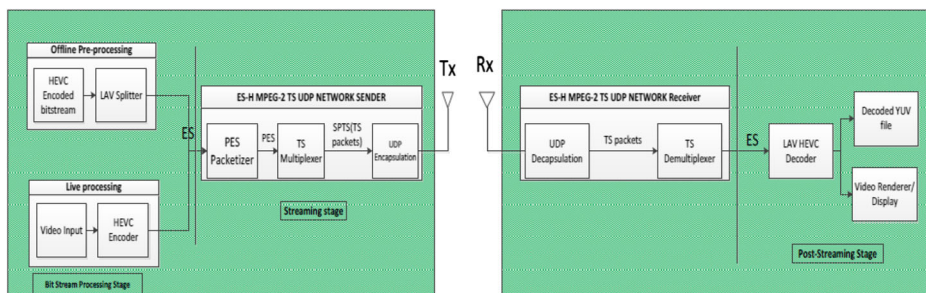 Offline Pre-processing
HEVC
Encoded
bitstream
LAV Splitter
ES
Live processing
Video Input
HEVC
Encoder
Bit Stream Processing Stage
ES-H MPEG-2 TS UDP NETWORK SENDER
PES
Packetizer
PES
TS
Multiplexer
SPTS(TS
packets)
UDP
Encapsulation
Streaming stage
Tx
Rx
ES-H MPEG-2 TS UDP NETWORK Receiver
UDP
Decapsulation
TS packets
TS
Demultiplexer
ES
LAV HEVC
Decoder
Decoded YUV
file
Video Renderer/
Display
Post-Streaming Stage